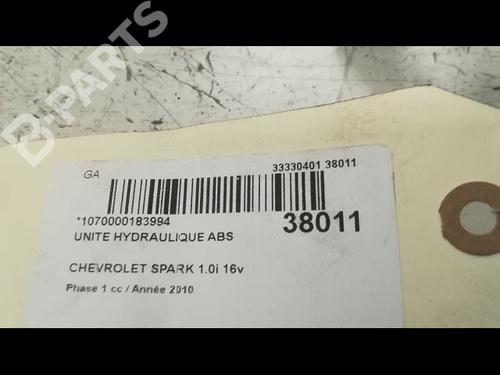 B-PARTS
GA
33330401 38011
*1070000183994
38011
UNITE HYDRAULIQUE ABS
CHEVROLET SPARK 1.0i 16v
Phase 1 cc / Année 2010